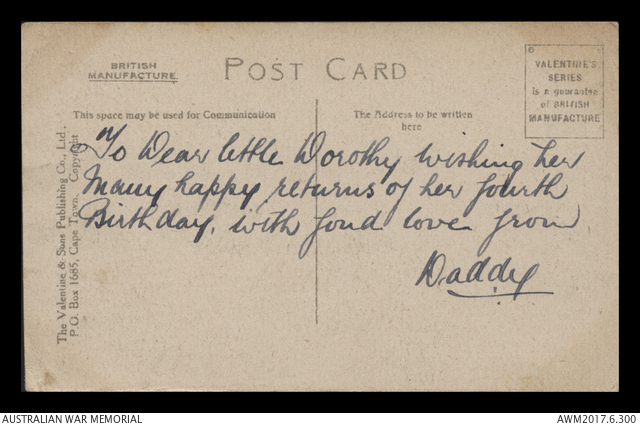 BRITISH
MANUFACTURE.
POST CARD
6
VALENTINE'S
SERIES
is a guarantee
of BRITISH
MANUFACTURE
This space may be used for Communication
The Address to be written
here
The Valentine & Sons Publishing Co., Ltd.,
P.O. Box 1685, Cape Town. Copyright
To Dear little Dorothy wishing her
Many happy returns of her fourth
Birthday, with fond love from
Daddy
AUSTRALIAN WAR MEMORIAL
AWM2017.6.300